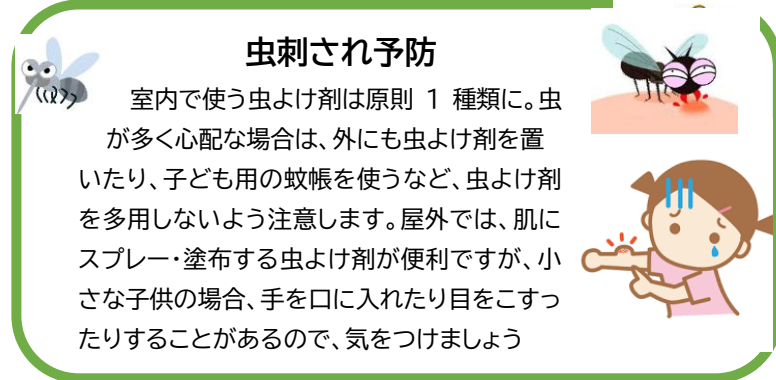 虫刺され予防
室内で使う虫よけ剤は原則 1 種類に。虫
が多く心配な場合は、外にも虫よけ剤を置
いたり、子ども用の蚊帳を使うなど、虫よけ剤
を多用しないよう注意します。屋外では、肌に
スプレー・塗布する虫よけ剤が便利ですが、小
さな子供の場合、手を口に入れたり目をこすっ
たりすることがあるので、気をつけましょう